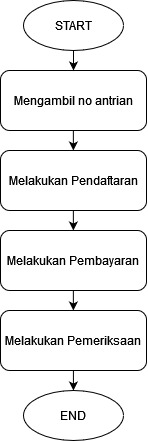 START
Mengambil no antrian
Melakukan Pendaftaran
Melakukan Pembayaran
Melakukan Pemeriksaan
END